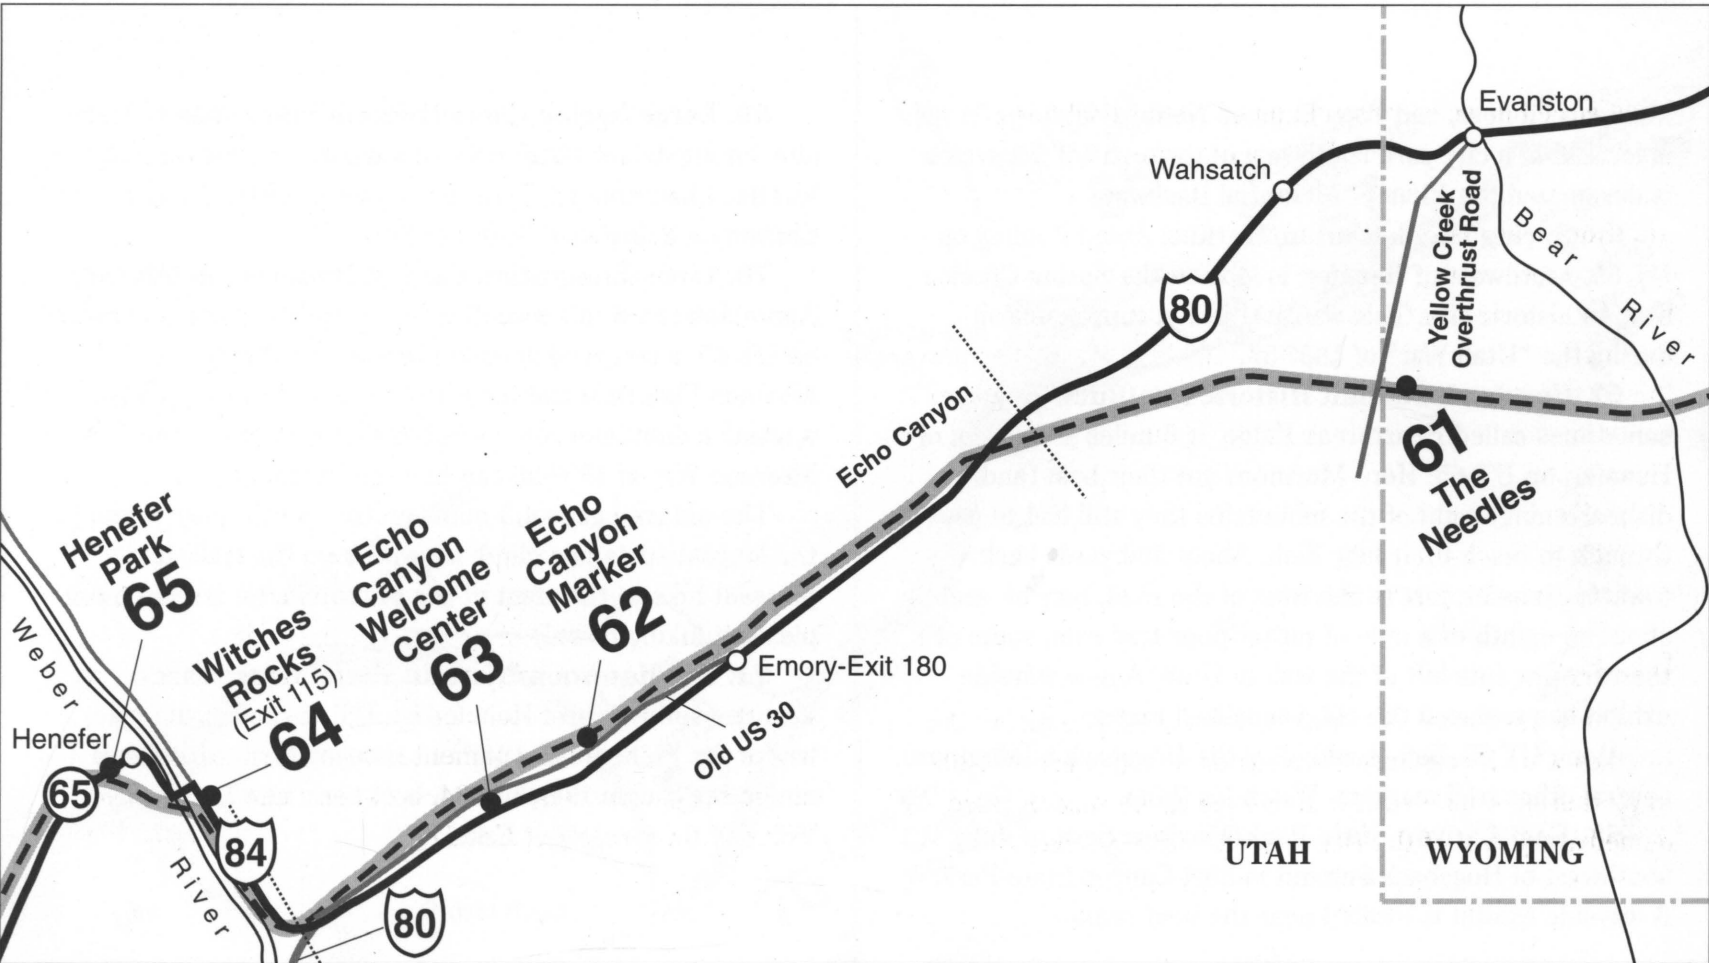 Evanston
Wahsatch
Yellow Creek
Overthrust Road
Bear
River
80
61
The
Needles
Echo Canyon
Echo
Canyon
Marker
62
Echo
Canyon
Welcome
Center
63
Henefer
Park
65
Witches
Rocks
(Exit 115)
64
Weber
River
Henefer
65
84
80
Emory-Exit 180
Old US 30
UTAH
WYOMING